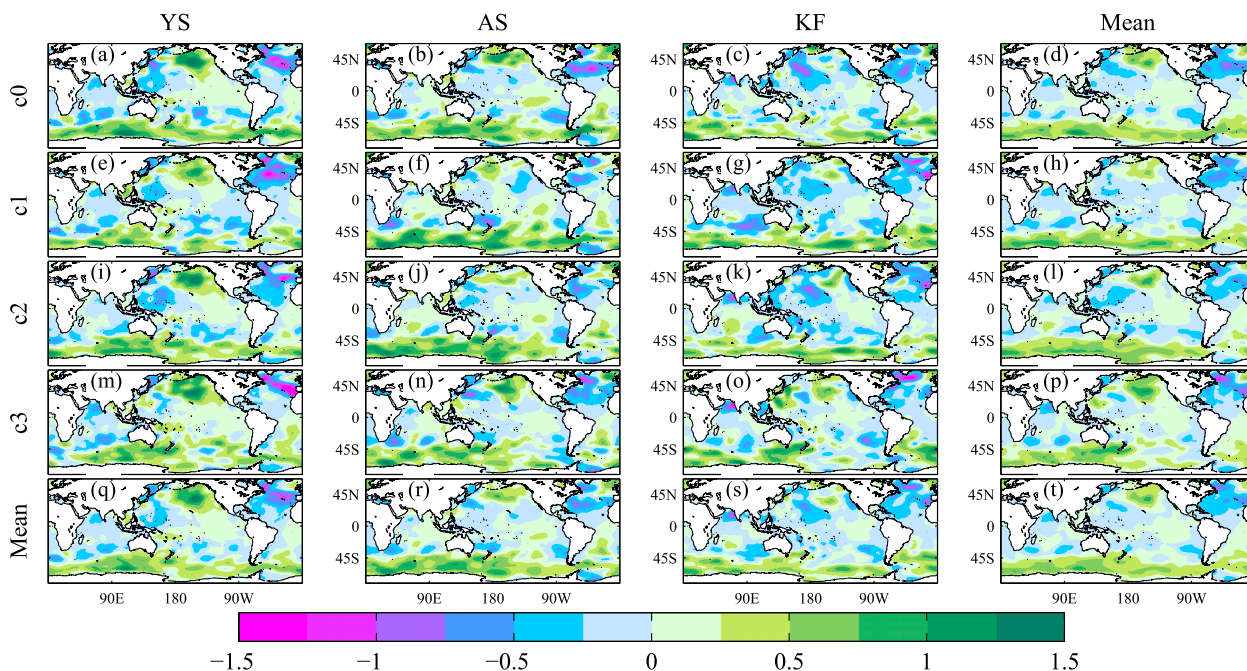 YS AS KF Mean
c0 (a) 45N (b) 45N (c) 45N (d)
0 0 0
45S 45S 45S
c1 (e) 45N (f) 45N (g) 45N (h)
0 0 0
45S 45S 45S
c2 (i) 45N (j) 45N (k) 45N (l)
0 0 0
45S 45S 45S
c3 (m) 45N (n) 45N (o) 45N (p)
0 0 0
45S 45S 45S
Mean (q) 45N (r) 45N (s) 45N (t)
0 0 0
45S 45S 45S
90E 180 90W 90E 180 90W 90E 180 90W 90E 180 90W
−1.5 −1 −0.5 0 0.5 1 1.5